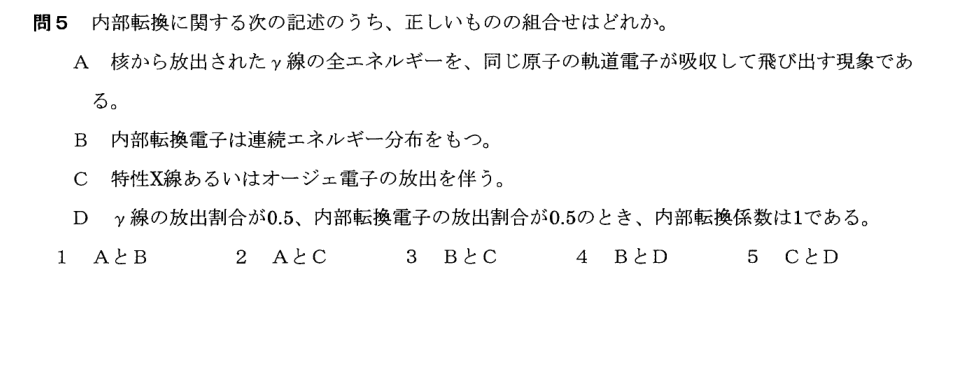 問5　内部転換に関する次の記述のうち、正しいものの組合せはどれか。
A　核から放出されたγ線の全エネルギーを、同じ原子の軌道電子が吸収して飛び出す現象であ
る。
B　内部転換電子は連続エネルギー分布をもつ。
C　特性X線あるいはオージェ電子の放出を伴う。
D　γ線の放出割合が0.5、内部転換電子の放出割合が0.5のとき、内部転換係数は1である。
1　AとB　2　AとC　3　BとC　4　BとD　5　CとD